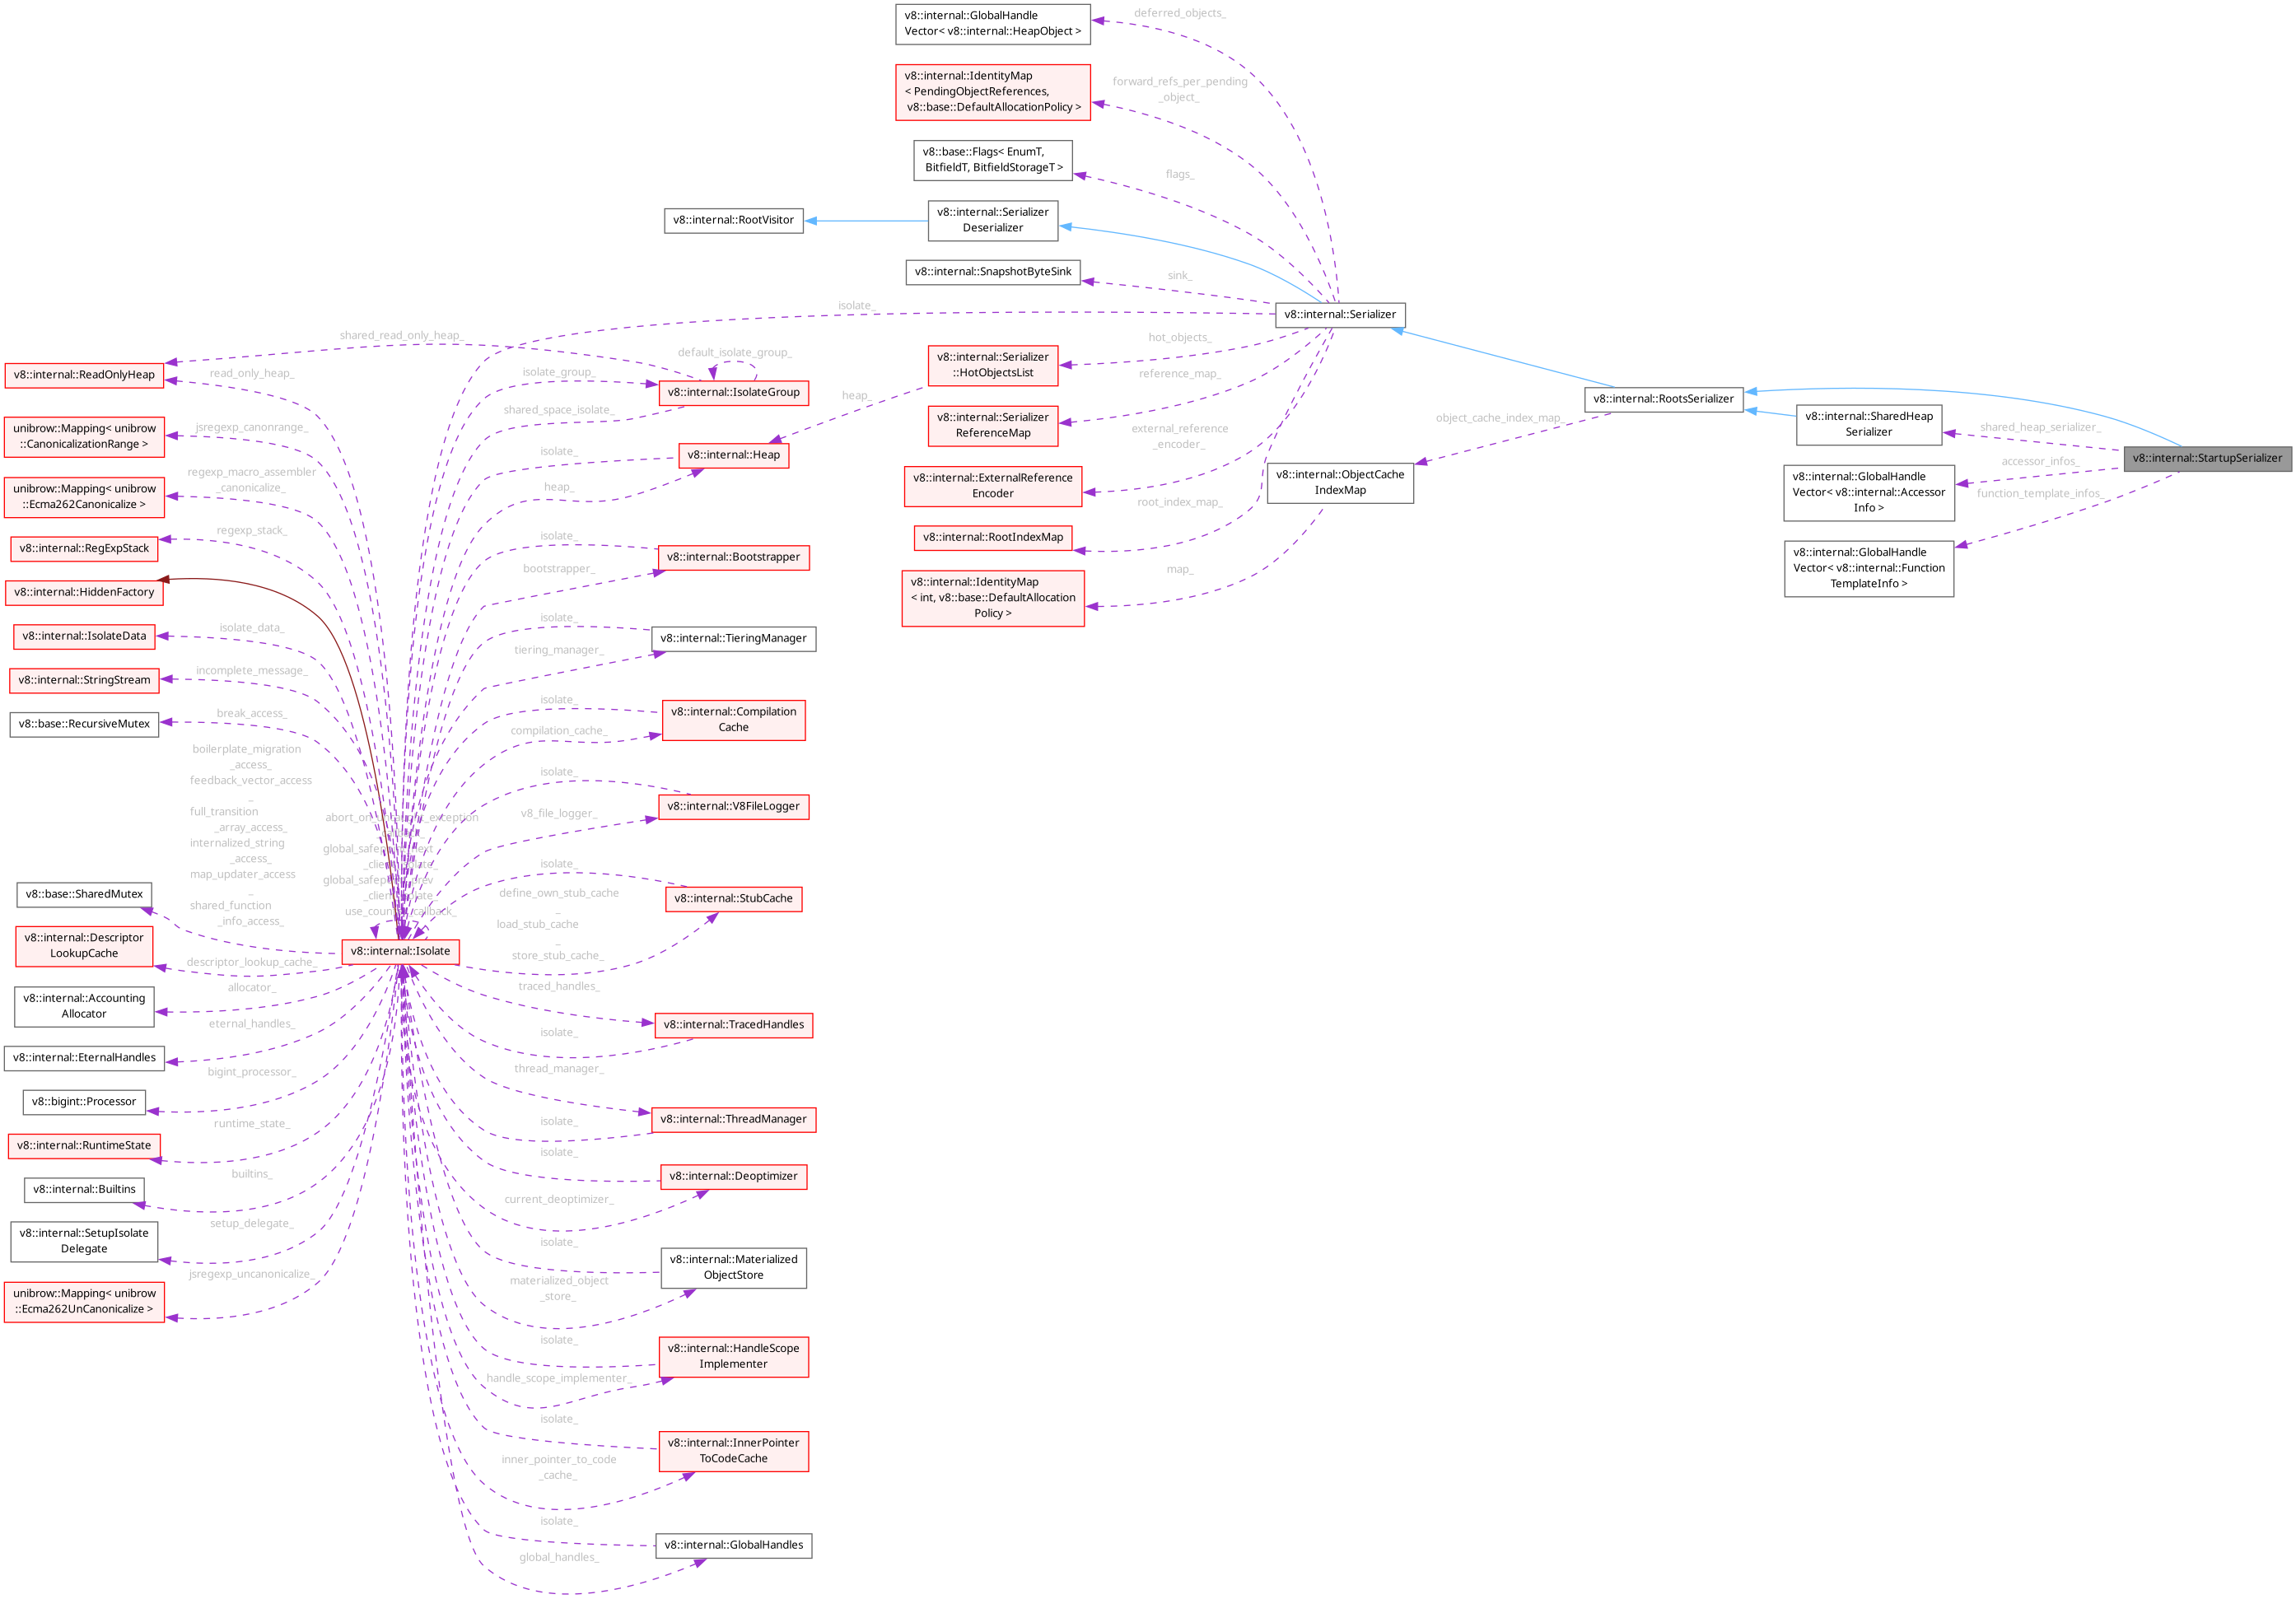 v8::internal::GlobalHandle
Vector< v8::internal::HeapObject >
deferred_objects_
v8::internal::IdentityMap
< PendingObjectReferences,
v8::base::DefaultAllocationPolicy >
forward_refs_per_pending
_object_
v8::base::Flags< EnumT,
BitfieldT, BitfieldStorageT >
flags_
v8::internal::RootVisitor
v8::internal::Serializer
Deserializer
v8::internal::SnapshotByteSink
sink_
v8::internal::Serializer
isolate_
v8::internal::Serializer
::HotObjectsList
hot_objects_
heap_
v8::internal::Serializer
ReferenceMap
reference_map_
v8::internal::ExternalReference
Encoder
external_reference
_encoder_
v8::internal::RootIndexMap
root_index_map_
v8::internal::IdentityMap
< int, v8::base::DefaultAllocation
Policy >
map_
v8::internal::ObjectCache
IndexMap
object_cache_index_map_
v8::internal::RootsSerializer
v8::internal::SharedHeap
Serializer
shared_heap_serializer_
v8::internal::StartupSerializer
v8::internal::GlobalHandle
Vector< v8::internal::Accessor
Info >
accessor_infos_
v8::internal::GlobalHandle
Vector< v8::internal::Function
TemplateInfo >
function_template_infos_
v8::internal::ReadOnlyHeap
shared_read_only_heap_
read_only_heap_
default_isolate_group_
v8::internal::IsolateGroup
isolate_group_
shared_space_isolate_
unibrow::Mapping< unibrow
::CanonicalizationRange >
jsregexp_canonrange_
v8::internal::Heap
isolate_
heap_
unibrow::Mapping< unibrow
::Ecma262Canonicalize >
regexp_macro_assembler
_canonicalize_
v8::internal::RegExpStack
regexp_stack_
v8::internal::Bootstrapper
isolate_
bootstrapper_
v8::internal::HiddenFactory
v8::internal::IsolateData
isolate_data_
v8::internal::TieringManager
isolate_
tiering_manager_
v8::internal::StringStream
incomplete_message_
v8::base::RecursiveMutex
break_access_
v8::internal::Compilation
Cache
isolate_
compilation_cache_
v8::internal::V8FileLogger
isolate_
v8_file_logger_
boilerplate_migration
_access_
feedback_vector_access
_
full_transition
_array_access_
internalized_string
_access_
map_updater_access
_
shared_function
_info_access_
v8::base::SharedMutex
v8::internal::StubCache
isolate_
define_own_stub_cache
_
load_stub_cache
_
store_stub_cache_
v8::internal::Isolate
v8::internal::Descriptor
LookupCache
descriptor_lookup_cache_
v8::internal::Accounting
Allocator
allocator_
v8::internal::TracedHandles
traced_handles_
isolate_
v8::internal::EternalHandles
eternal_handles_
v8::bigint::Processor
bigint_processor_
v8::internal::ThreadManager
thread_manager_
isolate_
v8::internal::RuntimeState
runtime_state_
v8::internal::Deoptimizer
isolate_
current_deoptimizer_
v8::internal::Builtins
builtins_
v8::internal::SetupIsolate
Delegate
setup_delegate_
v8::internal::Materialized
ObjectStore
isolate_
materialized_object
_store_
unibrow::Mapping< unibrow
::Ecma262UnCanonicalize >
jsregexp_uncanonicalize_
v8::internal::HandleScope
Implementer
isolate_
handle_scope_implementer_
v8::internal::InnerPointer
ToCodeCache
isolate_
inner_pointer_to_code
_cache_
v8::internal::GlobalHandles
isolate_
global_handles_